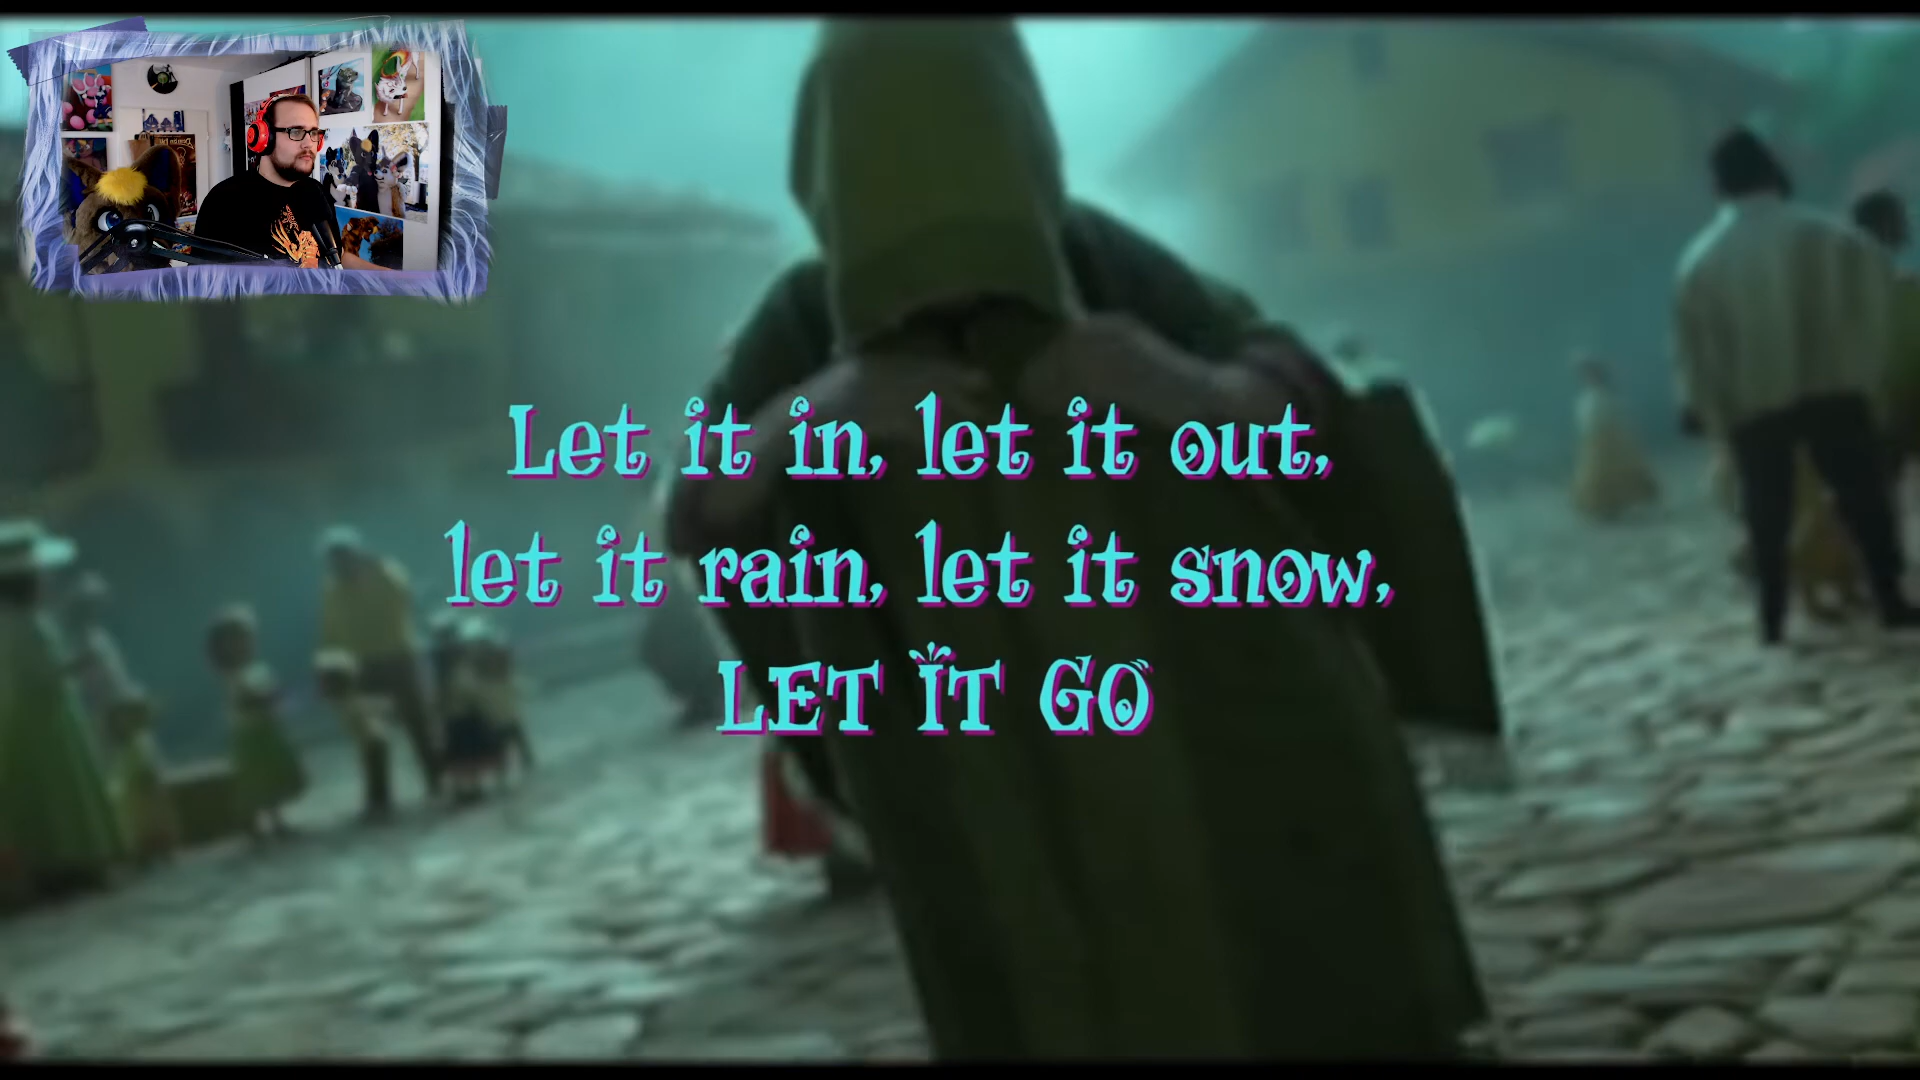 Let it in, let it out,
let it rain, let it snow,
LET IT GO